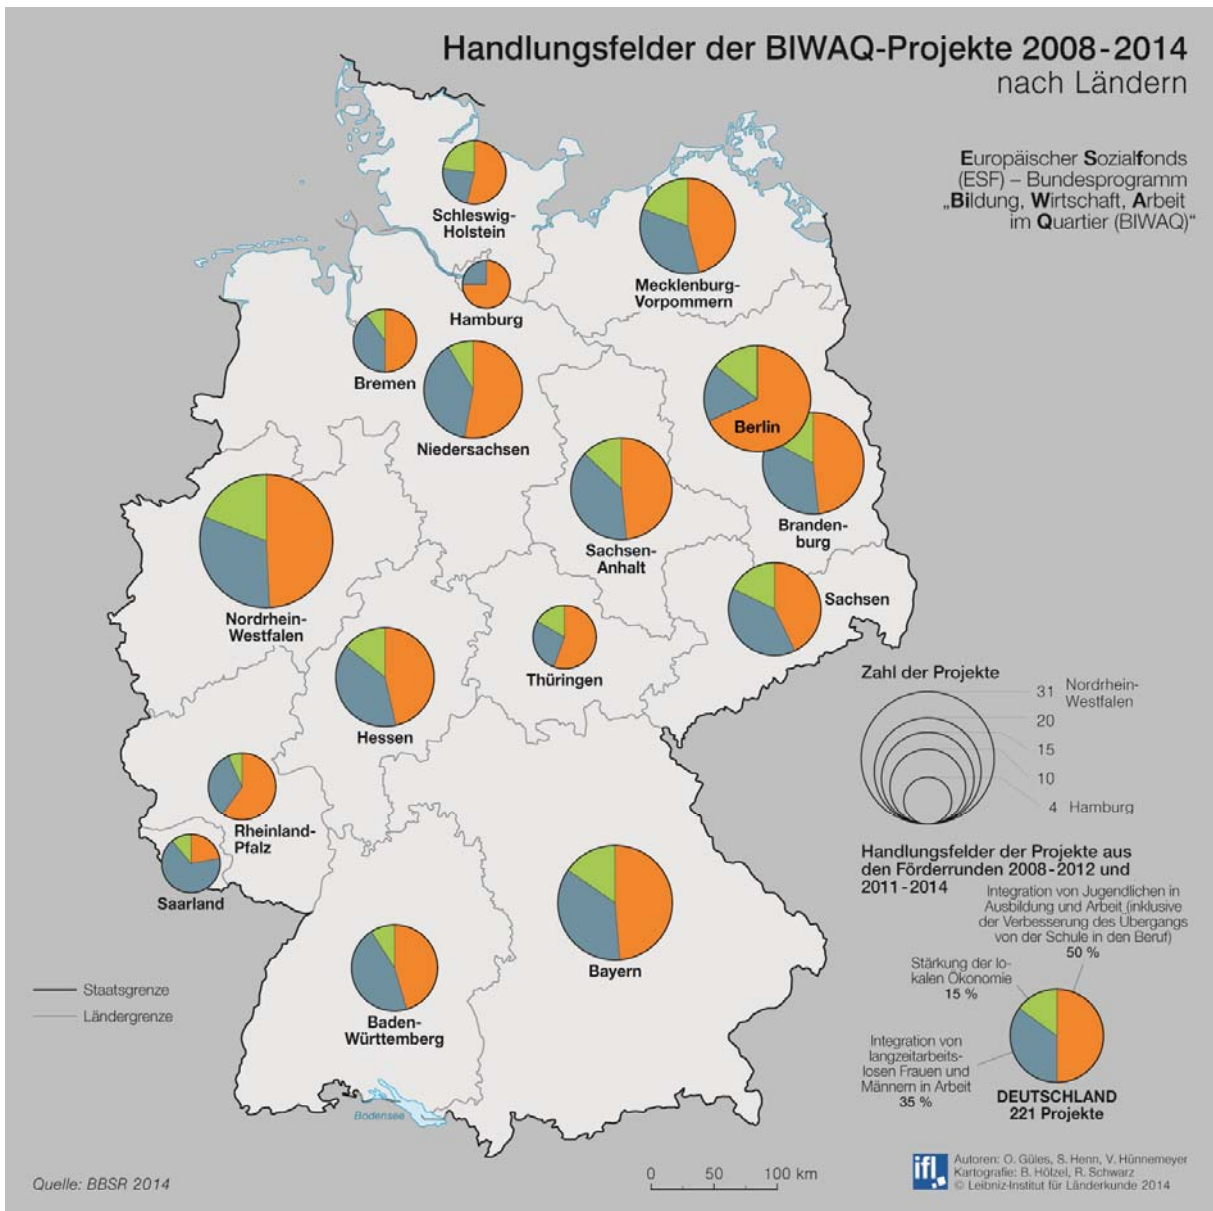 Handlungsfelder der BIWAQ-Projekte 2008-2014
nach Ländern
Europäischer Sozialfonds
(ESF) – Bundesprogramm
„Bildung, Wirtschaft, Arbeit
im Quartier (BIWAQ)“
Schleswig-
Holstein
Mecklenburg-
Vorpommern
Hamburg
Bremen
Niedersachsen
Berlin
Branden-
burg
Sachsen-
Anhalt
Nordrhein-
Westfalen
Sachsen
Thüringen
Hessen
Rheinland-
Pfalz
Saarland
Bayern
Baden-
Württemberg
Bodensee
Zahl der Projekte
31 Nordrhein-
Westfalen
20
15
10
4 Hamburg
Handlungsfelder der Projekte aus
den Förderrunden 2008-2012 und
2011-2014
Integration von Jugendlichen in
Ausbildung und Arbeit (inklusive
der Verbesserung des Übergangs
von der Schule in den Beruf)
50 %
Stärkung der lo-
kalen Ökonomie
15 %
Integration von
langzeitarbeits-
losen Frauen und
Männern in Arbeit
35 %
DEUTSCHLAND
221 Projekte
Staatsgrenze
Ländergrenze
0 50 100 km
Quelle: BBSR 2014
ifl
Autoren: O. Güles, S. Henn, V. Hünnemeyer
Kartografie: B. Hölzel, R. Schwarz
© Leibniz-Institut für Länderkunde 2014